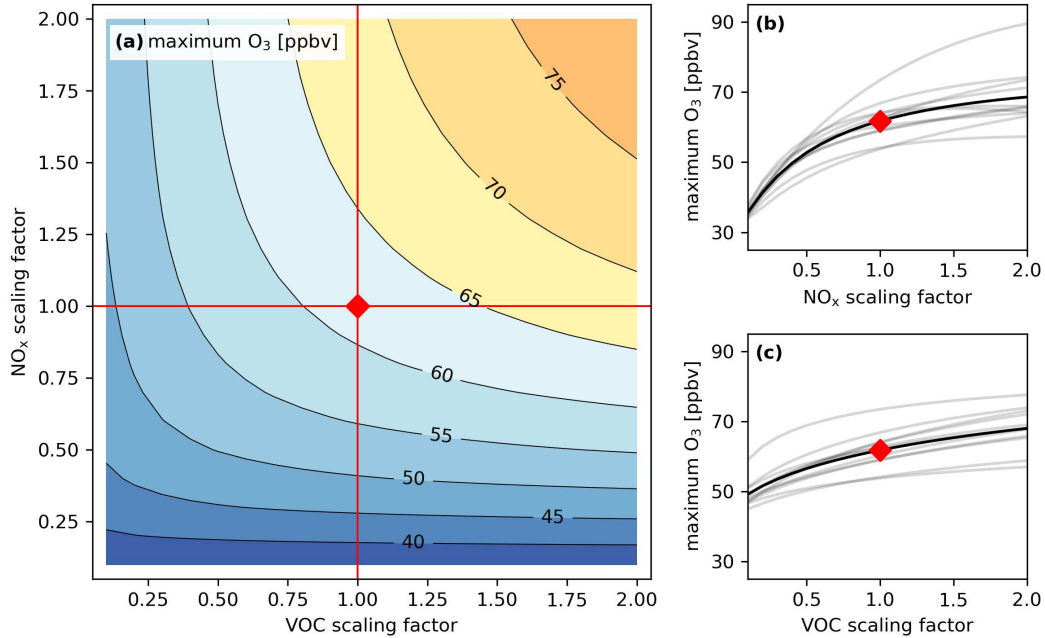 (a) maximum O₃ [ppbv]
NOₓ scaling factor
2.00
1.75
1.50
1.25
1.00
0.75
0.50
0.25
75
70
65
60
55
50
45
40
0.25 0.50 0.75 1.00 1.25 1.50 1.75 2.00
VOC scaling factor
(b)
maximum O₃ [ppbv]
90
70
50
30
0.5 1.0 1.5 2.0
NOₓ scaling factor
(c)
maximum O₃ [ppbv]
90
70
50
30
0.5 1.0 1.5 2.0
VOC scaling factor